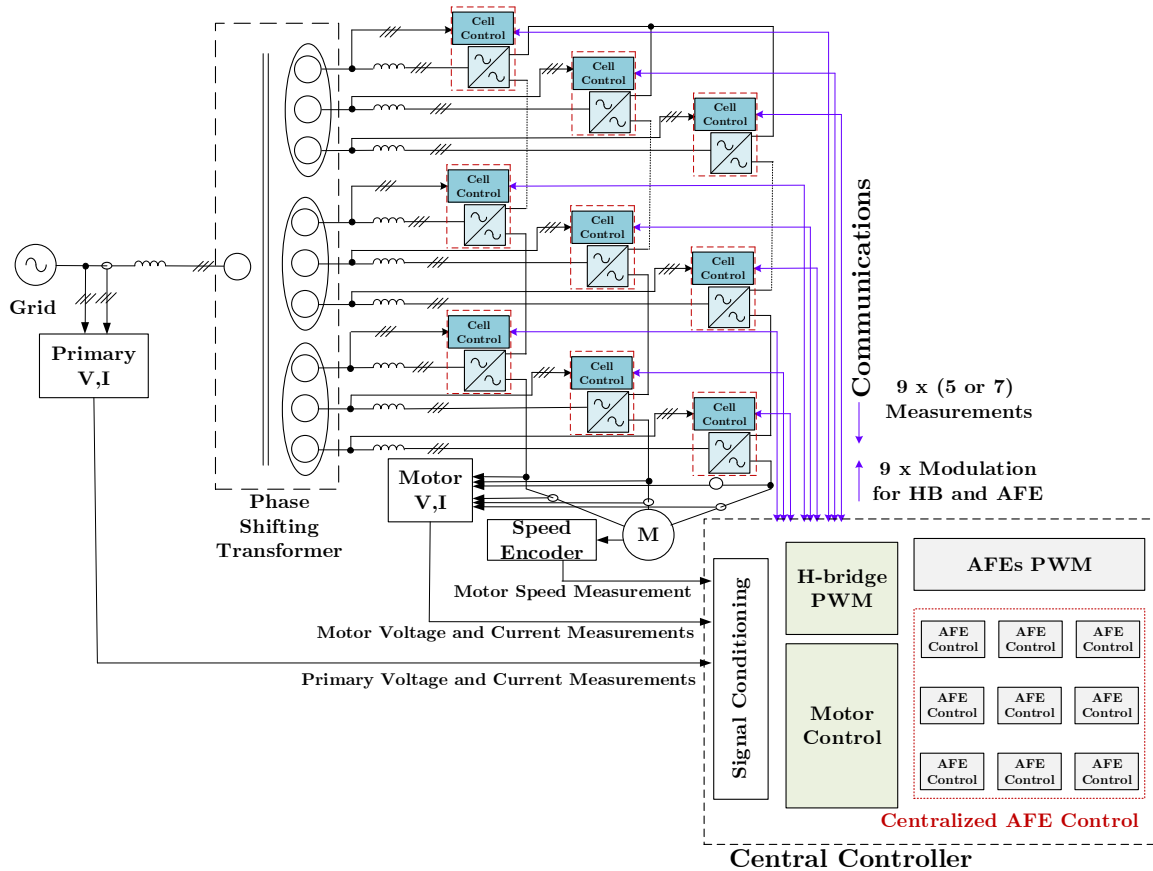 Cell
Control
Cell
Control
Cell
Control
Cell
Control
Cell
Control
Cell
Control
Cell
Control
Cell
Control
Cell
Control
Grid
Primary
V,I
Phase
Shifting
Transformer
Motor
V,I
Speed
Encoder
M
Communications
9 x (5 or 7)
Measurements
9 x Modulation
for HB and AFE
Motor Speed Measurement
Motor Voltage and Current Measurements
Primary Voltage and Current Measurements
Signal Conditioning
H-bridge
PWM
Motor
Control
AFEs PWM
AFE
Control
AFE
Control
AFE
Control
AFE
Control
AFE
Control
AFE
Control
AFE
Control
AFE
Control
AFE
Control
Centralized AFE Control
Central Controller